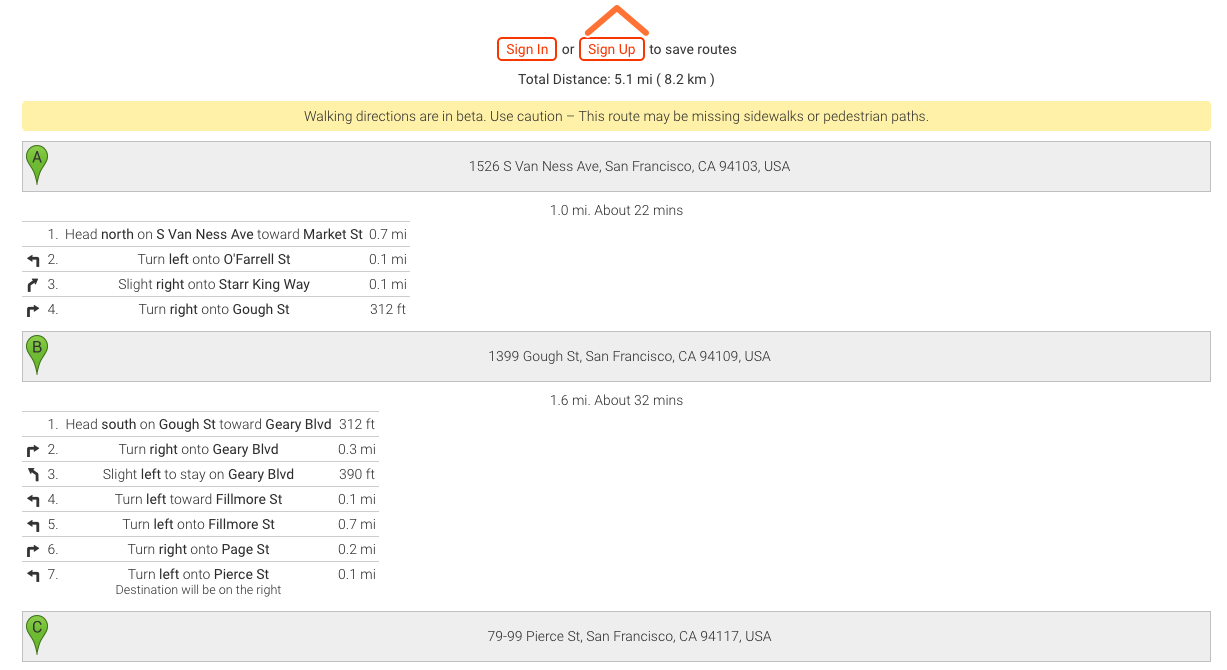 Sign In or Sign Up to save routes
Total Distance: 5.1 mi ( 8.2 km )
Walking directions are in beta. Use caution – This route may be missing sidewalks or pedestrian paths.
A 1526 S Van Ness Ave, San Francisco, CA 94103, USA
1.0 mi. About 22 mins
1. Head north on S Van Ness Ave toward Market St 0.7 mi
2. Turn left onto O'Farrell St 0.1 mi
3. Slight right onto Starr King Way 0.1 mi
4. Turn right onto Gough St 312 ft
B 1399 Gough St, San Francisco, CA 94109, USA
1.6 mi. About 32 mins
1. Head south on Gough St toward Geary Blvd 312 ft
2. Turn right onto Geary Blvd 0.3 mi
3. Slight left to stay on Geary Blvd 390 ft
4. Turn left toward Fillmore St 0.1 mi
5. Turn left onto Fillmore St 0.7 mi
6. Turn right onto Page St 0.2 mi
7. Turn left onto Pierce St 0.1 mi
Destination will be on the right
C 79-99 Pierce St, San Francisco, CA 94117, USA